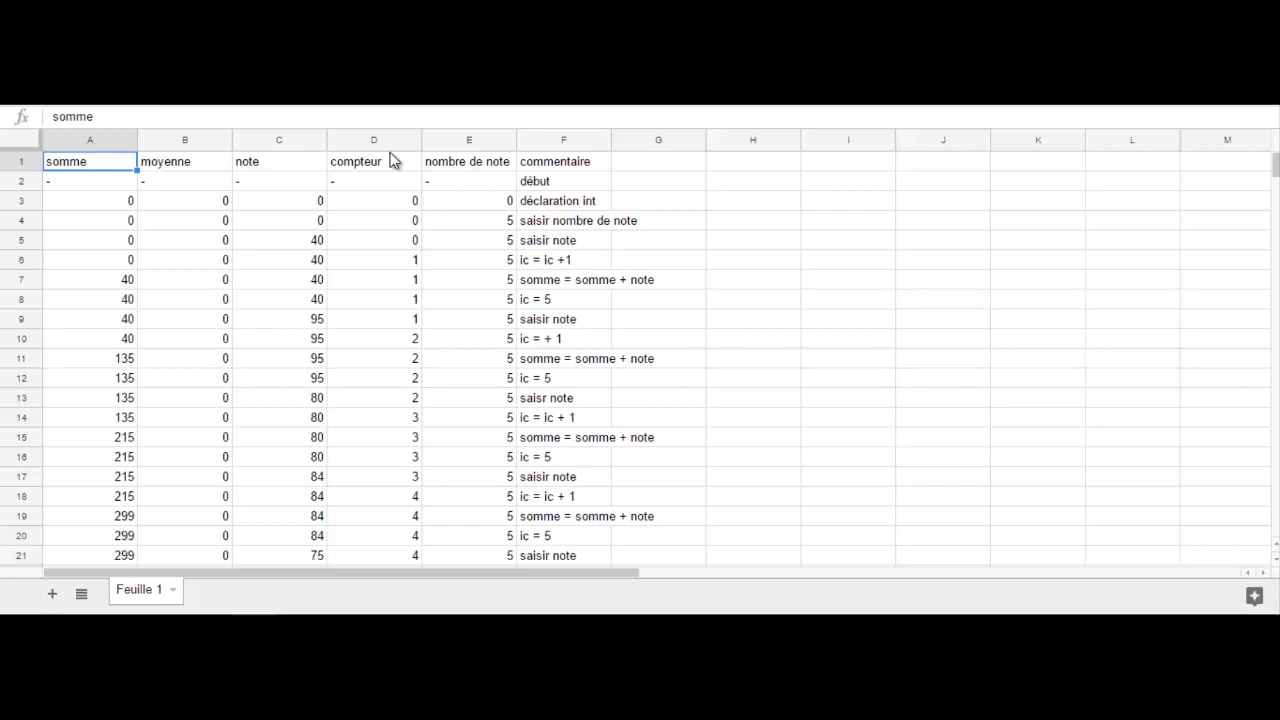 fx somme
A B C D E F G H I J K L M
1 somme moyenne note compteur nombre de note commentaire
2 - - - - - début
3 0 0 0 0 0 déclaration int
4 0 0 0 0 5 saisir nombre de note
5 0 0 40 0 5 saisir note
6 0 0 40 1 5 ic = ic +1
7 40 0 40 1 5 somme = somme + note
8 40 0 40 1 5 ic = 5
9 40 0 95 1 5 saisir note
10 40 0 95 2 5 ic = + 1
11 135 0 95 2 5 somme = somme + note
12 135 0 95 2 5 ic = 5
13 135 0 80 2 5 saisr note
14 135 0 80 3 5 ic = ic + 1
15 215 0 80 3 5 somme = somme + note
16 215 0 80 3 5 ic = 5
17 215 0 84 3 5 saisir note
18 215 0 84 4 5 ic = ic + 1
19 299 0 84 4 5 somme = somme + note
20 299 0 84 4 5 ic = 5
21 299 0 75 4 5 saisir note
Feuille 1